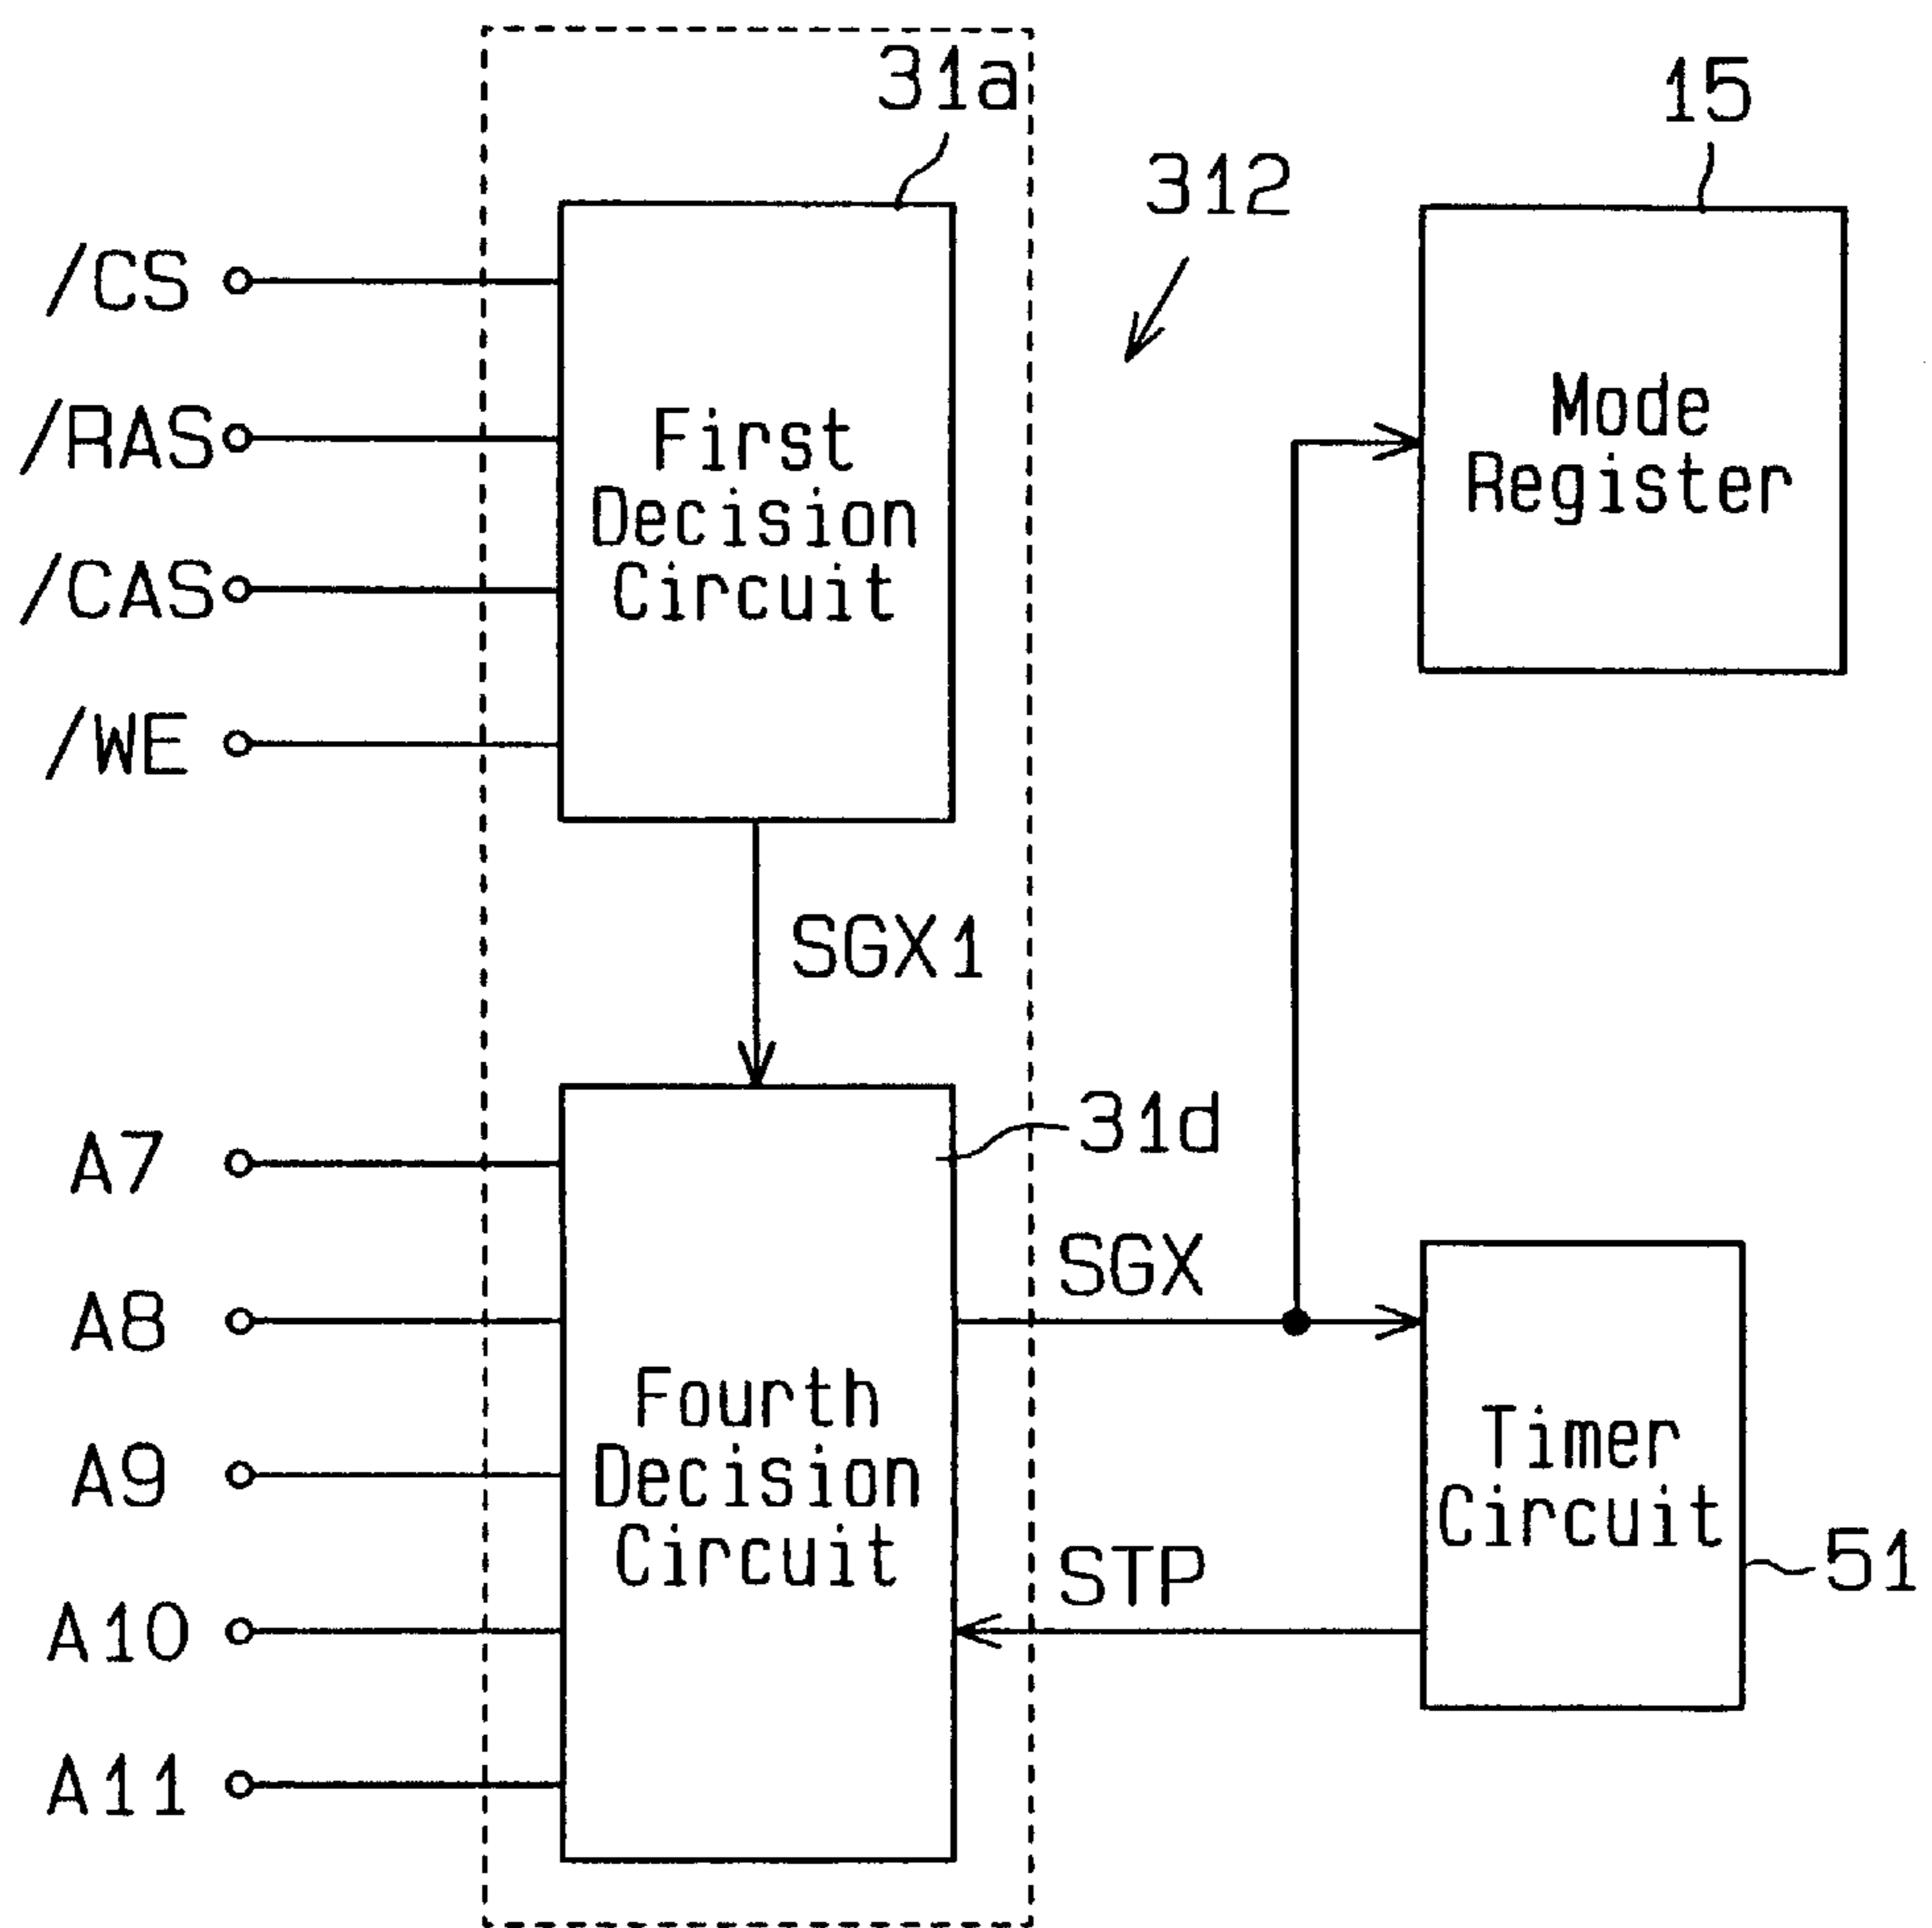 31a
15
312
/CS
/RAS
/CAS
/WE
First
Decision
Circuit
Mode
Register
SGX1
31d
A7
A8
A9
A10
A11
SGX
Fourth
Decision
Circuit
Timer
Circuit
STP
51